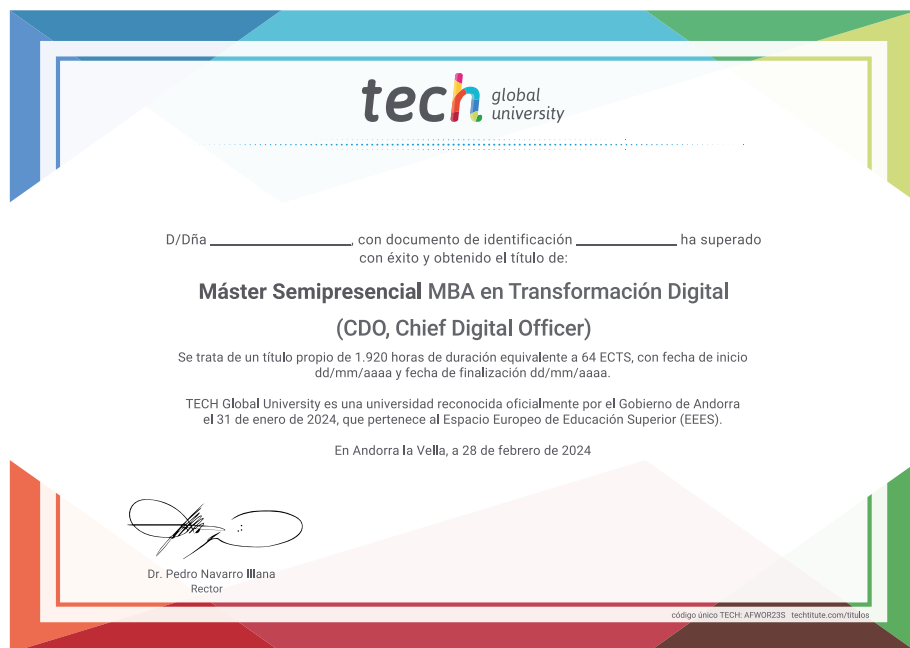 tech global
university
D/Dña ______________, con documento de identificación ____________ ha superado
con éxito y obtenido el título de:
Máster Semipresencial MBA en Transformación Digital
(CDO, Chief Digital Officer)
Se trata de un título propio de 1.920 horas de duración equivalente a 64 ECTS, con fecha de inicio
dd/mm/aaaa y fecha de finalización dd/mm/aaaa.
TECH Global University es una universidad reconocida oficialmente por el Gobierno de Andorra
el 31 de enero de 2024, que pertenece al Espacio Europeo de Educación Superior (EEES).
En Andorra la Vella, a 28 de febrero de 2024
Dr. Pedro Navarro Illana
Rector
código único TECH: AFWOR23S techtitute.com/titulos